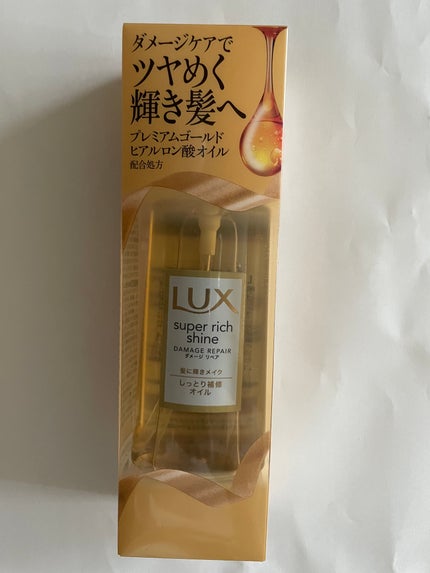 ダメージケアで
ツヤめく
輝き髪へ
プレミアムゴールド
ヒアルロン酸オイル
配合処方
LUX
super rich
shine
DAMAGE REPAIR
ダメージ リペア
髪に輝きメイク
しっとり補修
オイル